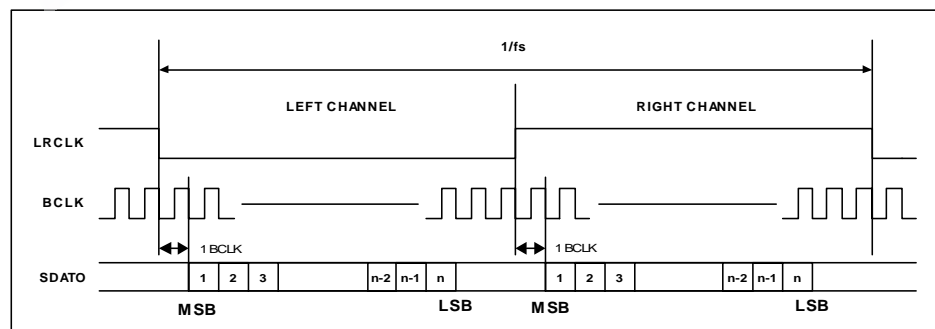 1/fs
LEFT CHANNEL RIGHT CHANNEL
LRCLK
BCLK
1 BCLK 1 BCLK
SDATO 1 2 3 n-2 n-1 n 1 2 3 n-2 n-1 n
MSB LSB MSB LSB